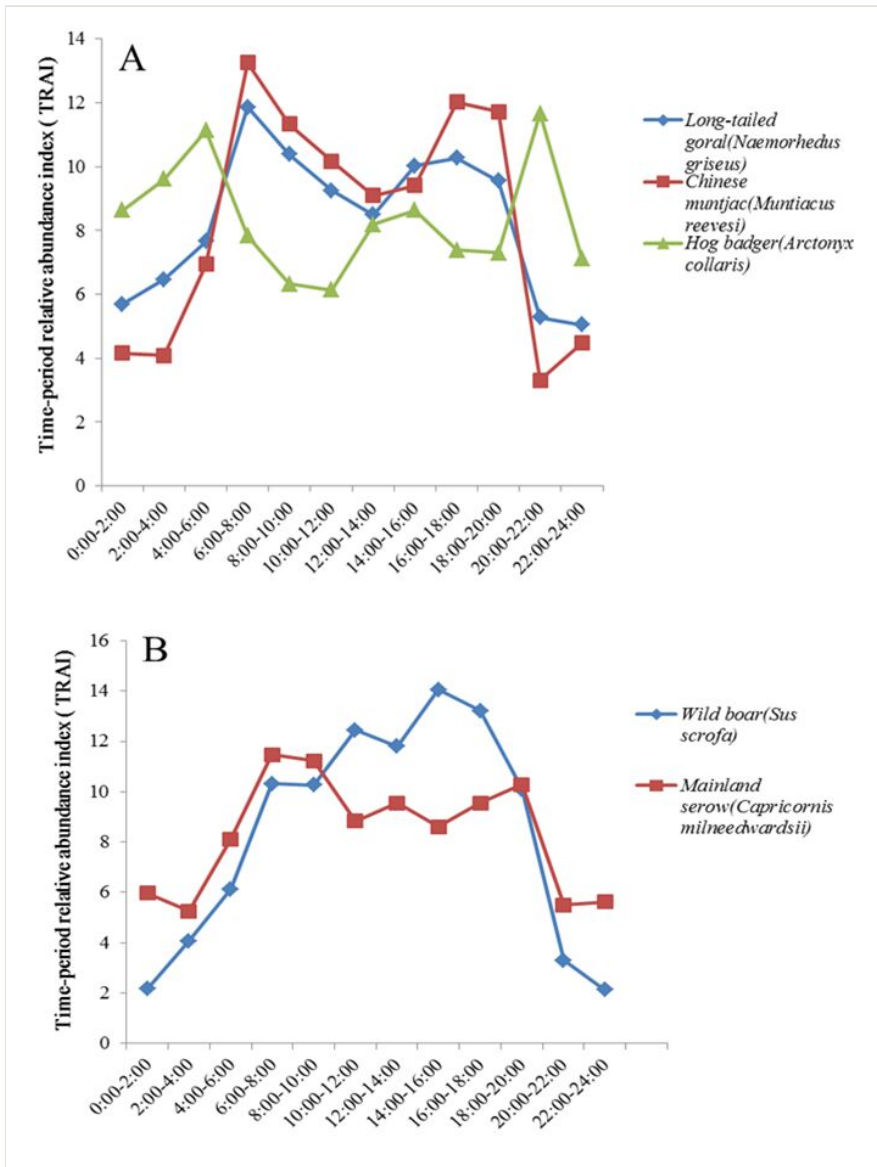 A
Time-period relative abundance index ( TRAI)
14
12
10
8
6
4
2
0
0:00-2:00
2:00-4:00
4:00-6:00
6:00-8:00
8:00-10:00
10:00-12:00
12:00-14:00
14:00-16:00
16:00-18:00
18:00-20:00
20:00-22:00
22:00-24:00
Long-tailed
goral(Naemorhedus
griseus)
Chinese
muntjac(Muntiacus
reevesi)
Hog badger(Arctonyx
collaris)
B
Time-period relative abundance index ( TRAI)
16
14
12
10
8
6
4
2
0
0:00-2:00
2:00-4:00
4:00-6:00
6:00-8:00
8:00-10:00
10:00-12:00
12:00-14:00
14:00-16:00
16:00-18:00
18:00-20:00
20:00-22:00
22:00-24:00
Wild boar(Sus
scrofa)
Mainland
serow(Capricornis
milneedwardsii)